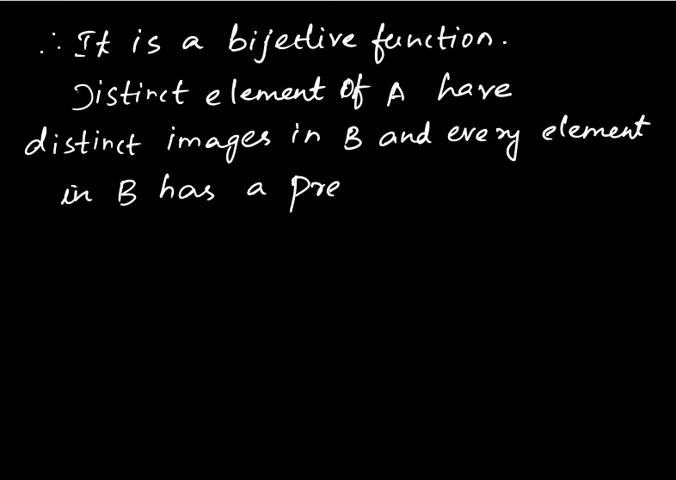 ∴ It is a bijective function.
Distinct element of A have
distinct images in B and every element
in B has a pre